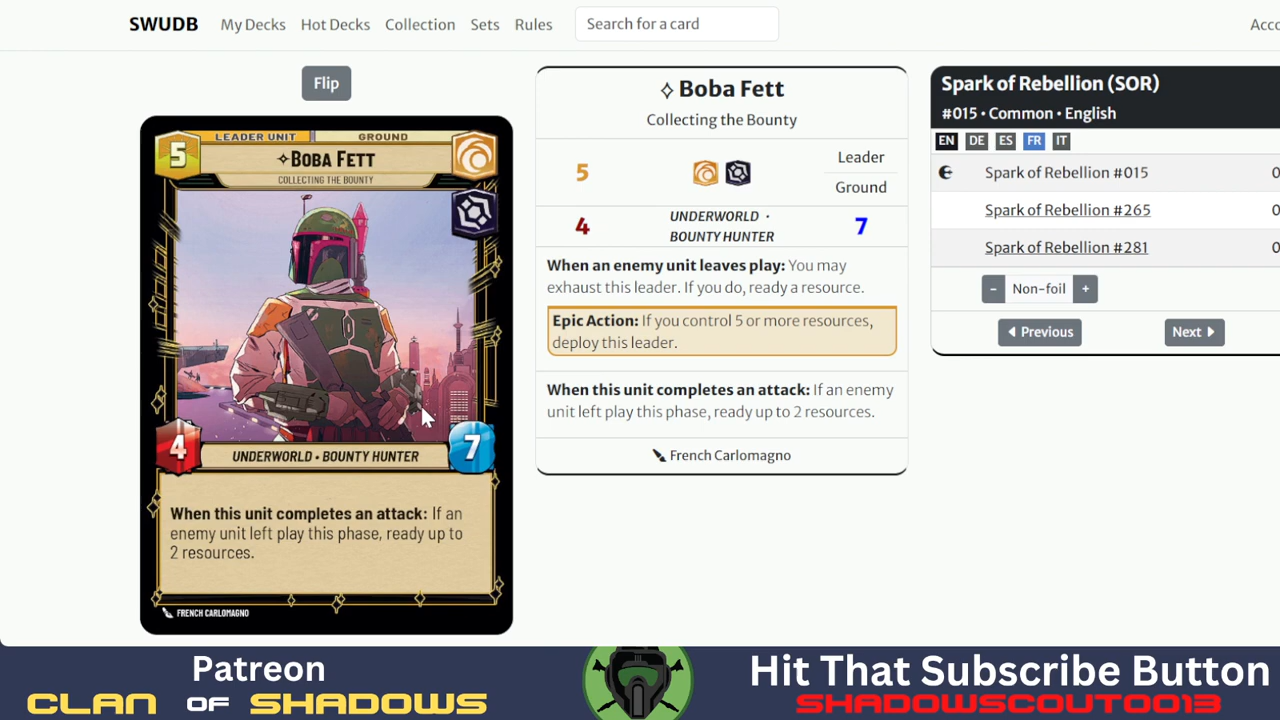 SWUDB My Decks Hot Decks Collection Sets Rules Search for a card
Flip
5 LEADER UNIT GROUND
BOBA FETT
COLLECTING THE BOUNTY
4 UNDERWORLD • BOUNTY HUNTER 7
When this unit completes an attack: If an
enemy unit left play this phase, ready up to
2 resources.
FRENCH CARLOMAGNO
Boba Fett
Collecting the Bounty
5 Leader
Ground
4 UNDERWORLD · 7
BOUNTY HUNTER
When an enemy unit leaves play: You may
exhaust this leader. If you do, ready a resource.
Epic Action: If you control 5 or more resources,
deploy this leader.
When this unit completes an attack: If an enemy
unit left play this phase, ready up to 2 resources.
French Carlomagno
Spark of Rebellion (SOR)
#015 • Common • English
EN DE ES FR IT
Spark of Rebellion #015 0
Spark of Rebellion #265 0
Spark of Rebellion #281 0
- Non-foil +
Previous Next
Patreon
CLAN OF SHADOWS
Hit That Subscribe Button
SHADOWSCOUT0013